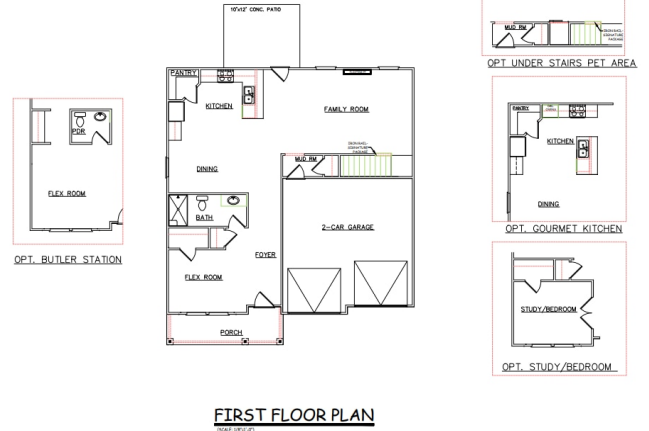 10'x12' CONC. PATIO
MUD RM
OPT UNDER STAIRS PET AREA
PANTRY
KITCHEN
FAMILY ROOM
PDR
FLEX ROOM
OPT. BUTLER STATION
DINING
MUD RM
BATH
2-CAR GARAGE
FOYER
FLEX ROOM
PORCH
PANTRY
KITCHEN
DINING
OPT. GOURMET KITCHEN
STUDY/BEDROOM
OPT. STUDY/BEDROOM
FIRST FLOOR PLAN